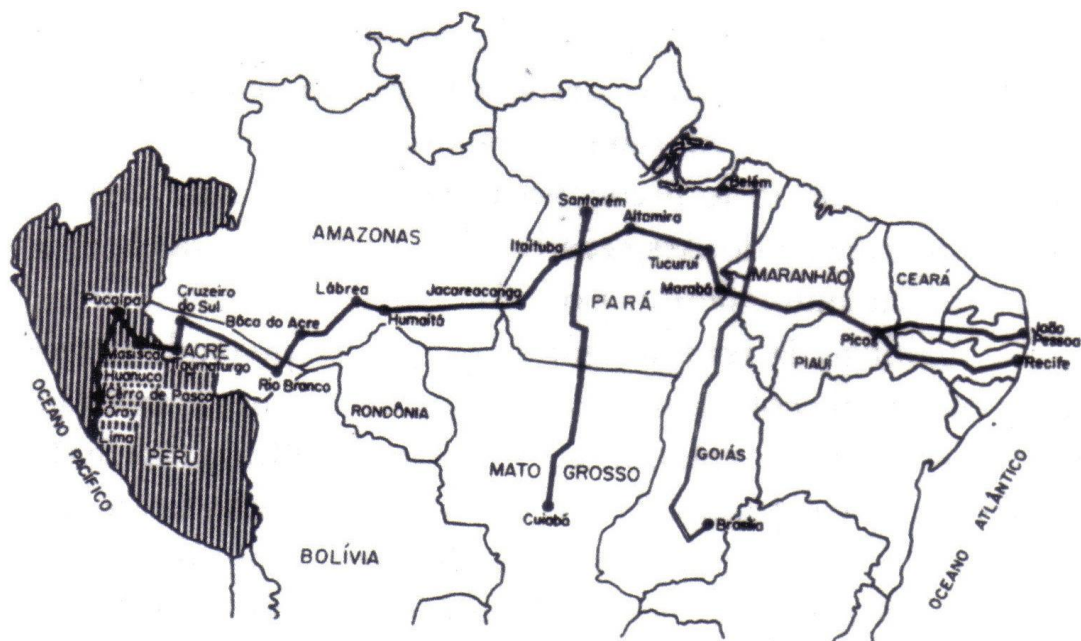 Belém
Santarém
Altamira
AMAZONAS
Itaituba
Tucuruí
MARANHÃO
CEARÁ
Pucalpa
Cruzeiro
do Sul
Lábrea
Jacareacanga
PARÁ
Marabá
Bôca do Acre
Humaitá
João
Pessoa
Masisca
ACRE
Taumaturgo
Picos
PIAUÍ
Recife
Huanuco
Rio Branco
Cêrro de Pasco
RONDÔNIA
Oroy
Lima
OCEANO PACÍFICO
PERU
MATO GROSSO
GOIÁS
Cuiabá
Brasília
BOLÍVIA
OCEANO ATLÂNTICO